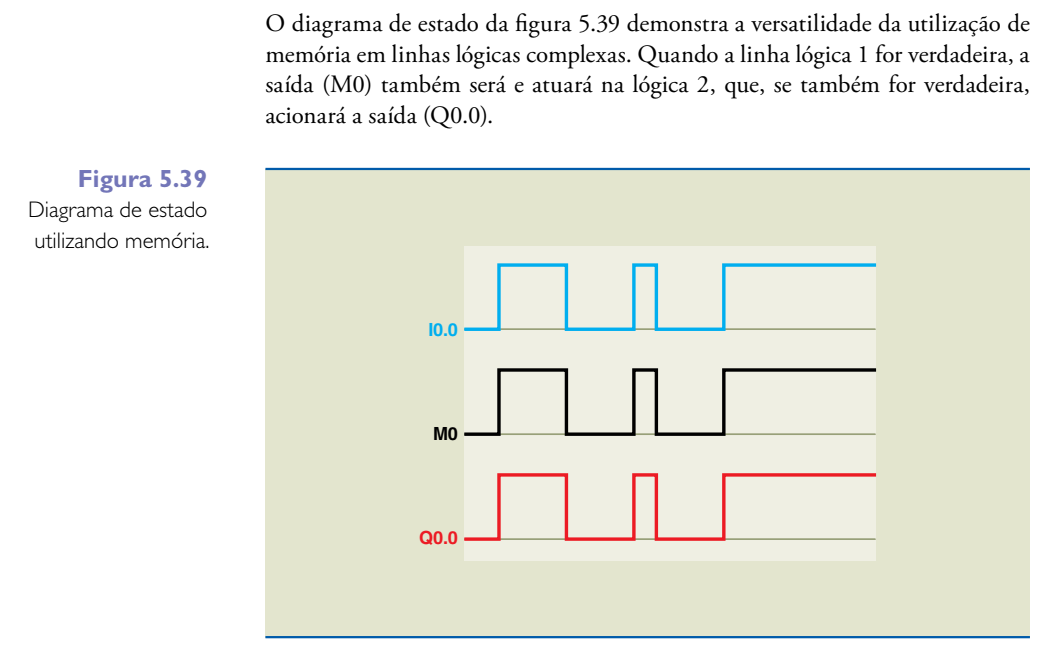 O diagrama de estado da figura 5.39 demonstra a versatilidade da utilização de
memória em linhas lógicas complexas. Quando a linha lógica 1 for verdadeira, a
saída (M0) também será e atuará na lógica 2, que, se também for verdadeira,
acionará a saída (Q0.0).
Figura 5.39
Diagrama de estado
utilizando memória.
I0.0
M0
Q0.0